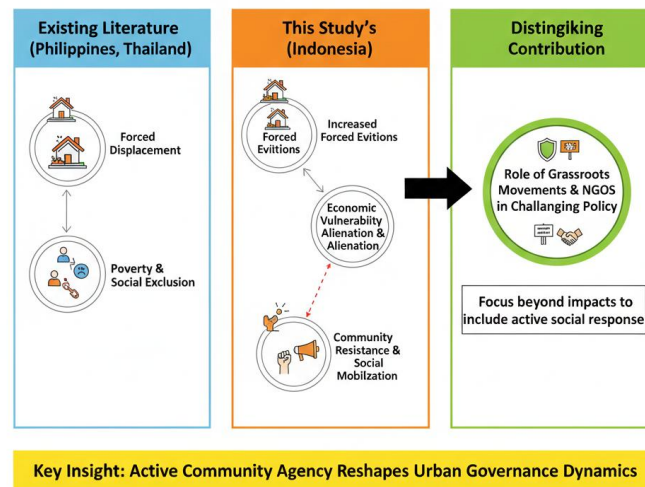 Existing Literature
(Philippines, Thailand)
Forced
Displacement
Poverty &
Social Exclusion
This Study's
(Indonesia)
Forced
Evittions
Increased
Forced Evitions
Economic
Vulnerabiity
Alienation &
Alienation
Community
Resistance &
Social
Mobilzation
Distingiking
Contribution
Role of Grassroots
Movements & NGOS
in Challanging Policy
Focus beyond impacts to
include active social response
Key Insight: Active Community Agency Reshapes Urban Governance Dynamics